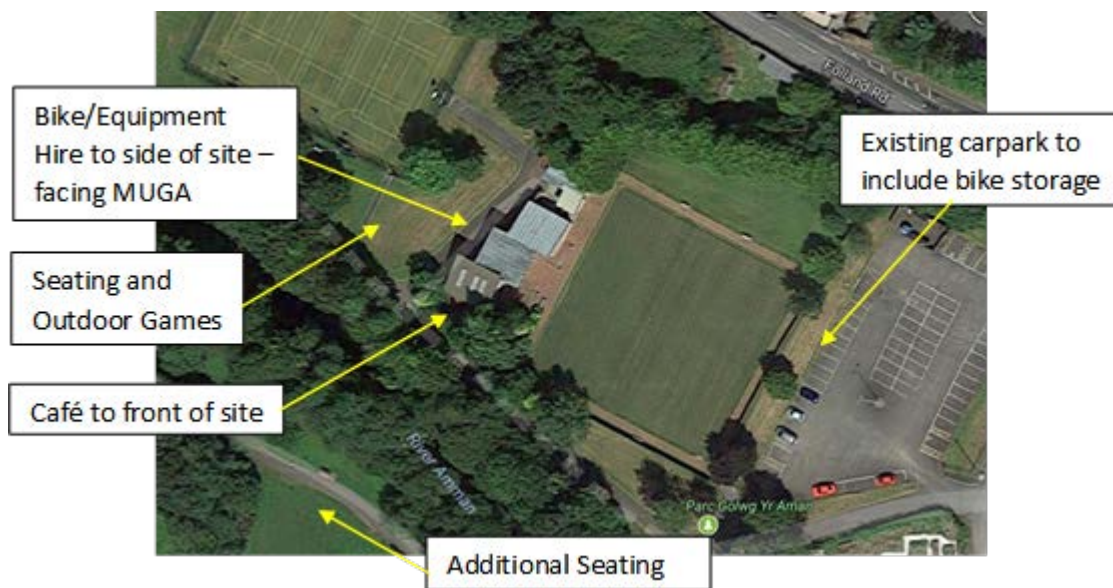 Folland Rd
Bike/Equipment
Hire to side of site –
facing MUGA
Existing carpark to
include bike storage
Seating and
Outdoor Games
Café to front of site
River Amman
Parc Golwg Yr Aman
Additional Seating